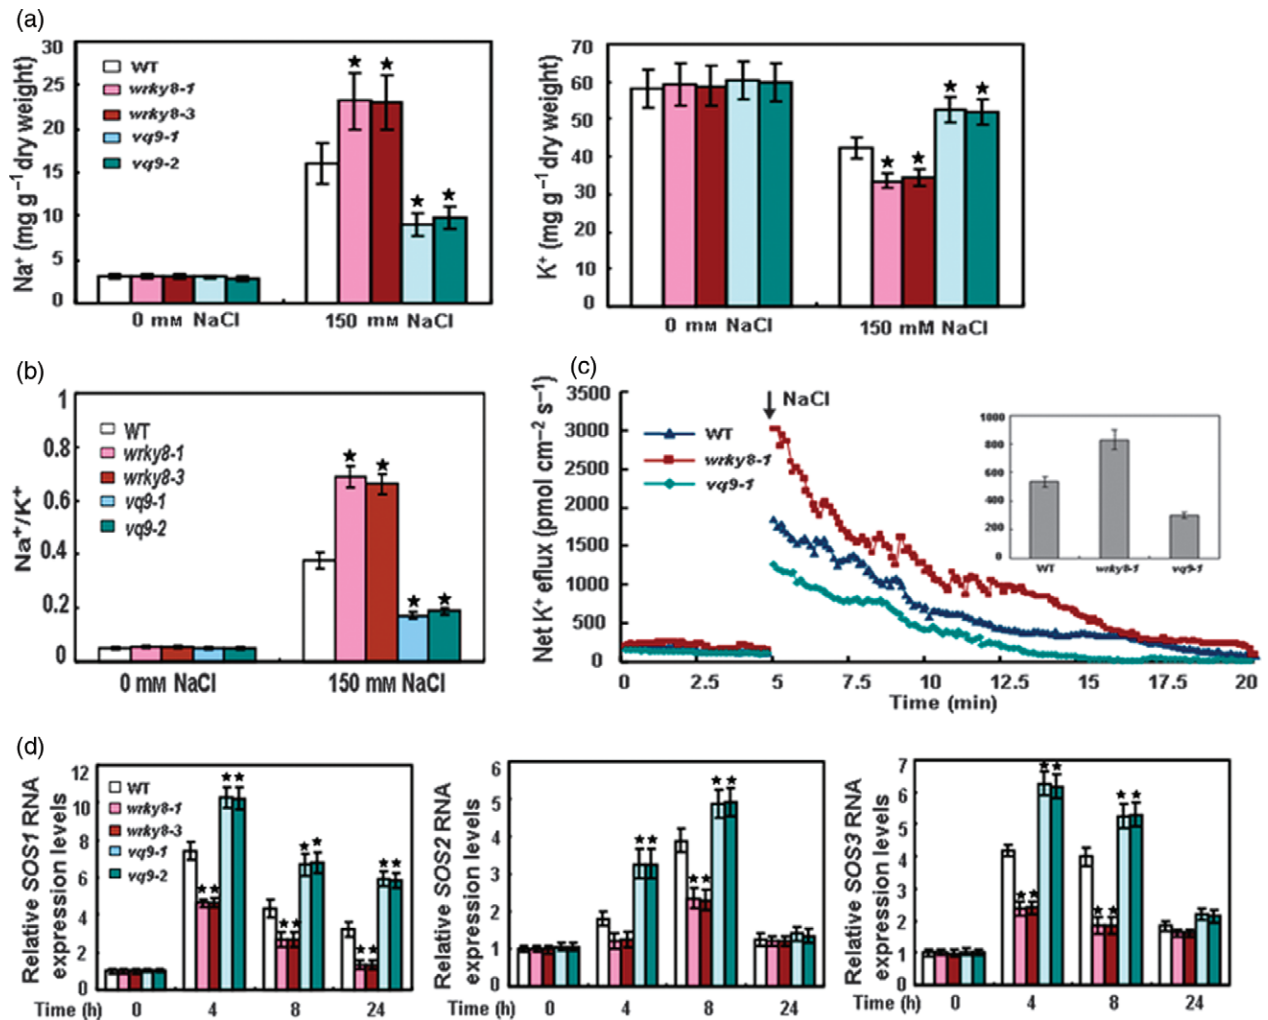 (a)
Na⁺ (mg g⁻¹ dry weight)
30
25
20
15
10
5
0
WT
wrky8-1
wrky8-3
vq9-1
vq9-2
0 mM NaCl
150 mM NaCl
K⁺ (mg g⁻¹ dry weight)
70
60
50
40
30
20
10
0
0 mM NaCl
150 mM NaCl
(b)
Na⁺/K⁺
1
0.8
0.6
0.4
0.2
0
WT
wrky8-1
wrky8-3
vq9-1
vq9-2
0 mM NaCl
150 mM NaCl
(c)
Net K⁺ eflux (pmol cm⁻² s⁻¹)
3500
3000
2500
2000
1500
1000
500
0
NaCl
WT
wrky8-1
vq9-1
1000
800
600
400
200
0
WT wrky8-1 vq9-1
0 2.5 5 7.5 10 12.5 15 17.5 20
Time (min)
(d)
Relative SOS1 RNA
expression levels
12
10
8
6
4
2
0
WT
wrky8-1
wrky8-3
vq9-1
vq9-2
Time (h) 0 4 8 24
Relative SOS2 RNA
expression levels
6
5
4
3
2
1
0
Time (h) 0 4 8 24
Relative SOS3 RNA
expression levels
7
6
5
4
3
2
1
0
Time (h) 0 4 8 24